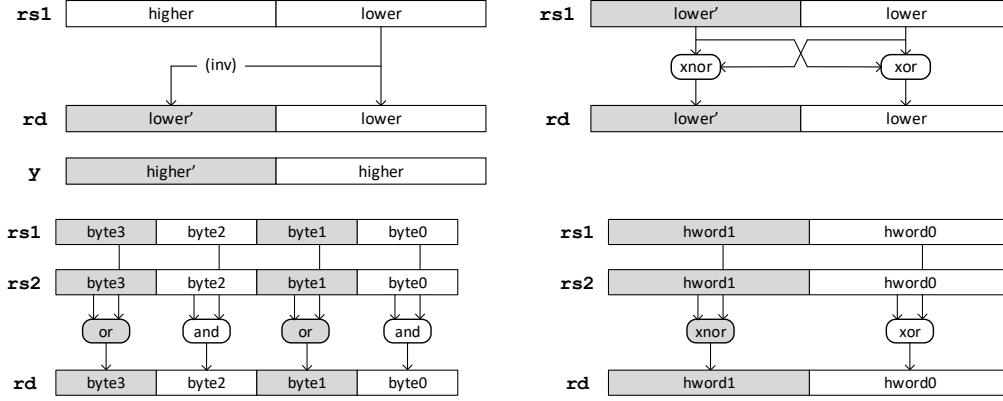 rs1 higher lower
(inv)
rd lower' lower
y higher' higher
rs1 lower' lower
xnor xor
rd lower' lower
rs1 byte3 byte2 byte1 byte0
rs2 byte3 byte2 byte1 byte0
or and or and
rd byte3 byte2 byte1 byte0
rs1 hword1 hword0
rs2 hword1 hword0
xnor xor
rd hword1 hword0